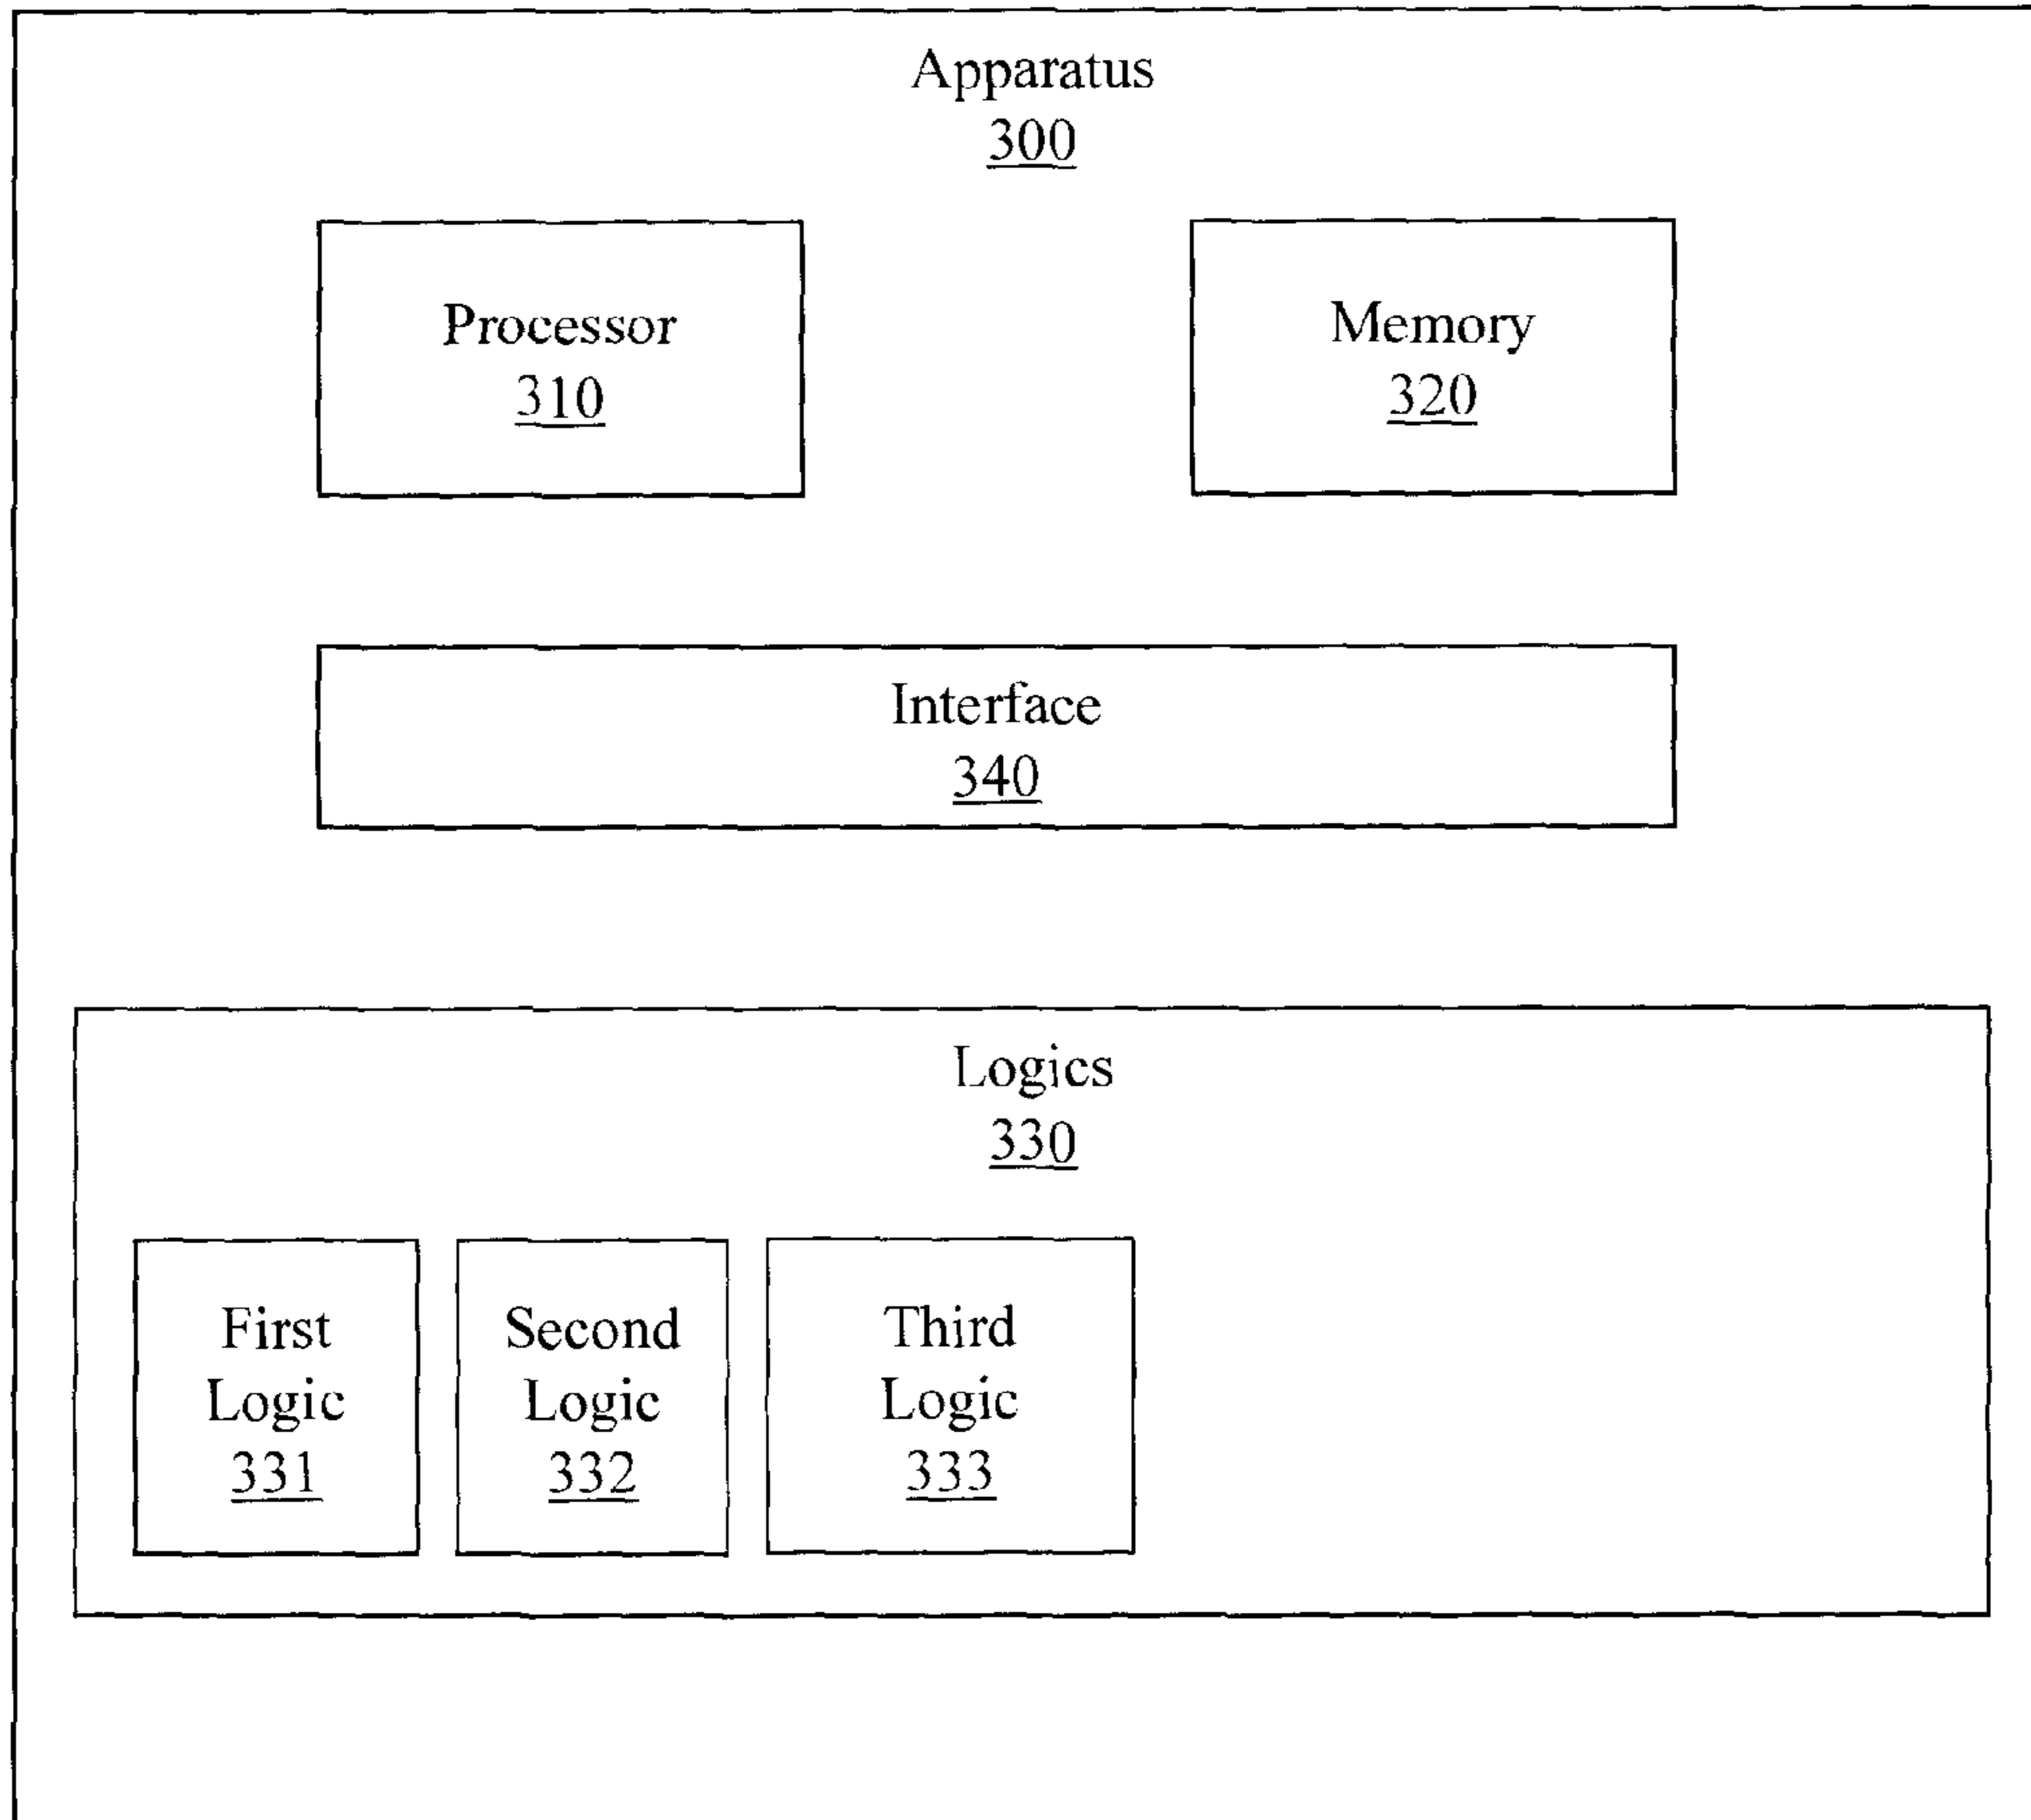 Apparatus
300
Processor
310
Memory
320
Interface
340
Logics
330
First
Logic
331
Second
Logic
332
Third
Logic
333